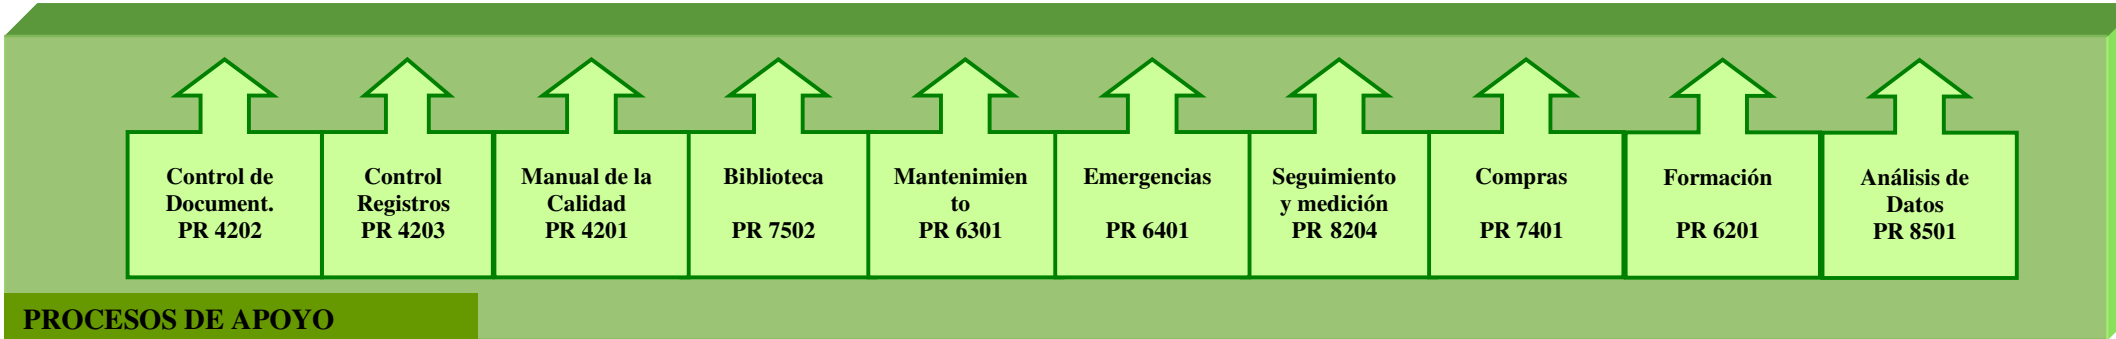 Control de
Document.
PR 4202
Control
Registros
PR 4203
Manual de la
Calidad
PR 4201
Biblioteca
PR 7502
Mantenimien
to
PR 6301
Emergencias
PR 6401
Seguimiento
y medición
PR 8204
Compras
PR 7401
Formación
PR 6201
Análisis de
Datos
PR 8501
PROCESOS DE APOYO